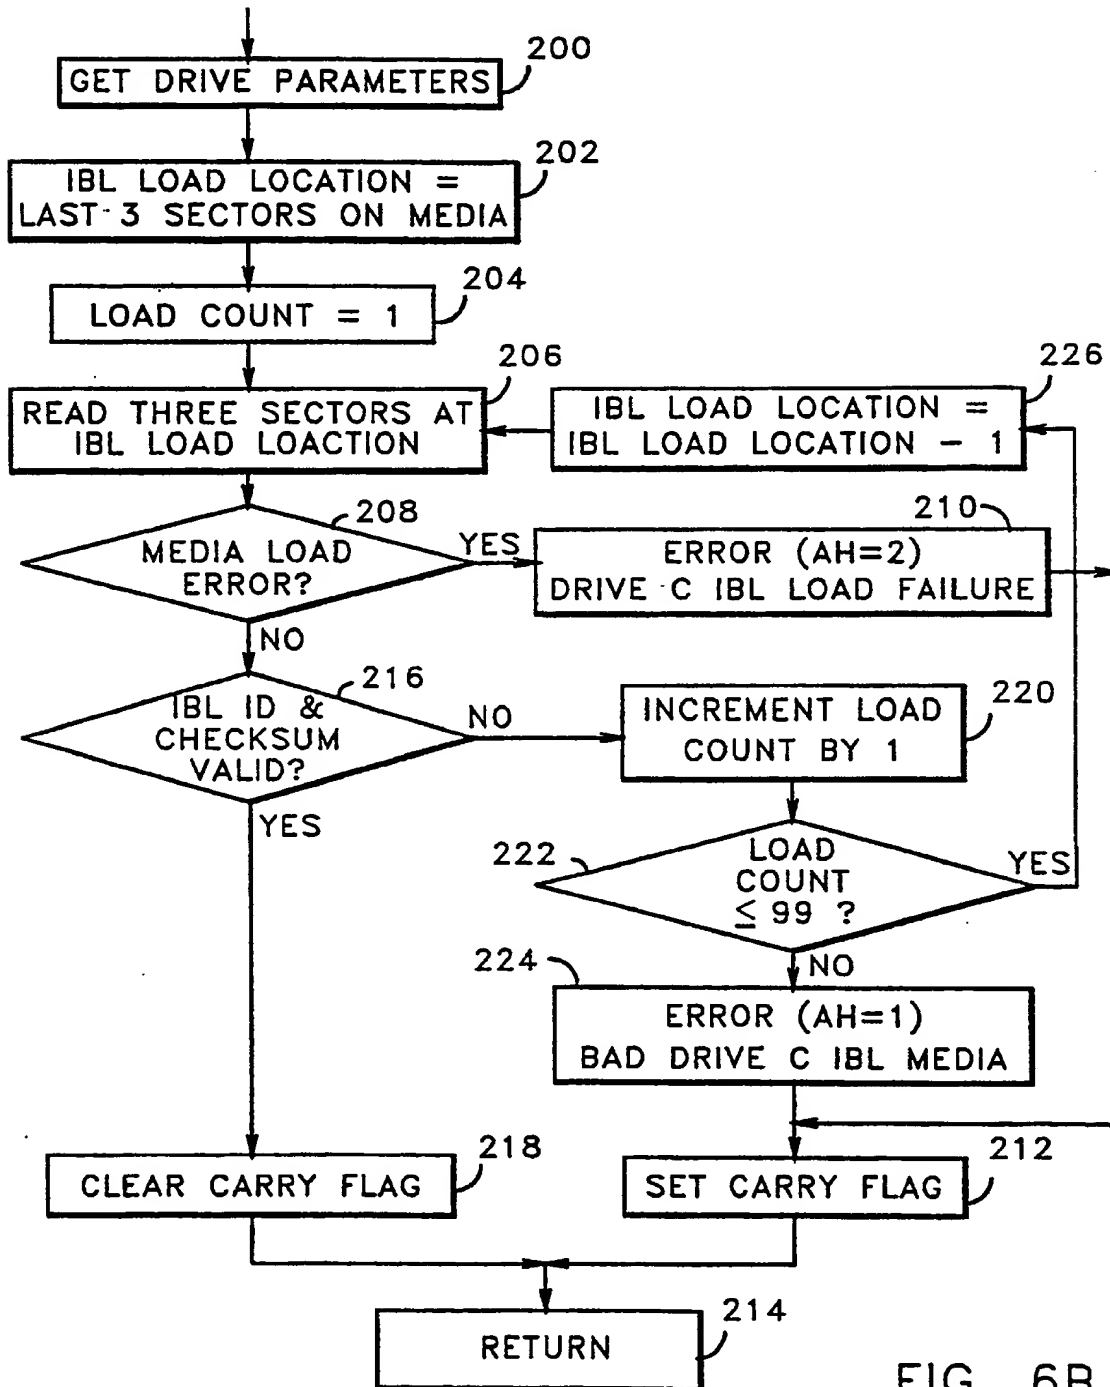 200
GET DRIVE PARAMETERS
202
IBL LOAD LOCATION =
LAST 3 SECTORS ON MEDIA
204
LOAD COUNT = 1
206
READ THREE SECTORS AT
IBL LOAD LOACTION
226
IBL LOAD LOCATION =
IBL LOAD LOCATION - 1
208
MEDIA LOAD
ERROR?
YES
NO
210
ERROR (AH=2)
DRIVE C IBL LOAD FAILURE
216
IBL ID &
CHECKSUM
VALID?
NO
YES
220
INCREMENT LOAD
COUNT BY 1
222
LOAD
COUNT
≤ 99 ?
YES
NO
224
ERROR (AH=1)
BAD DRIVE C IBL MEDIA
218
CLEAR CARRY FLAG
212
SET CARRY FLAG
214
RETURN
FIG. 6B